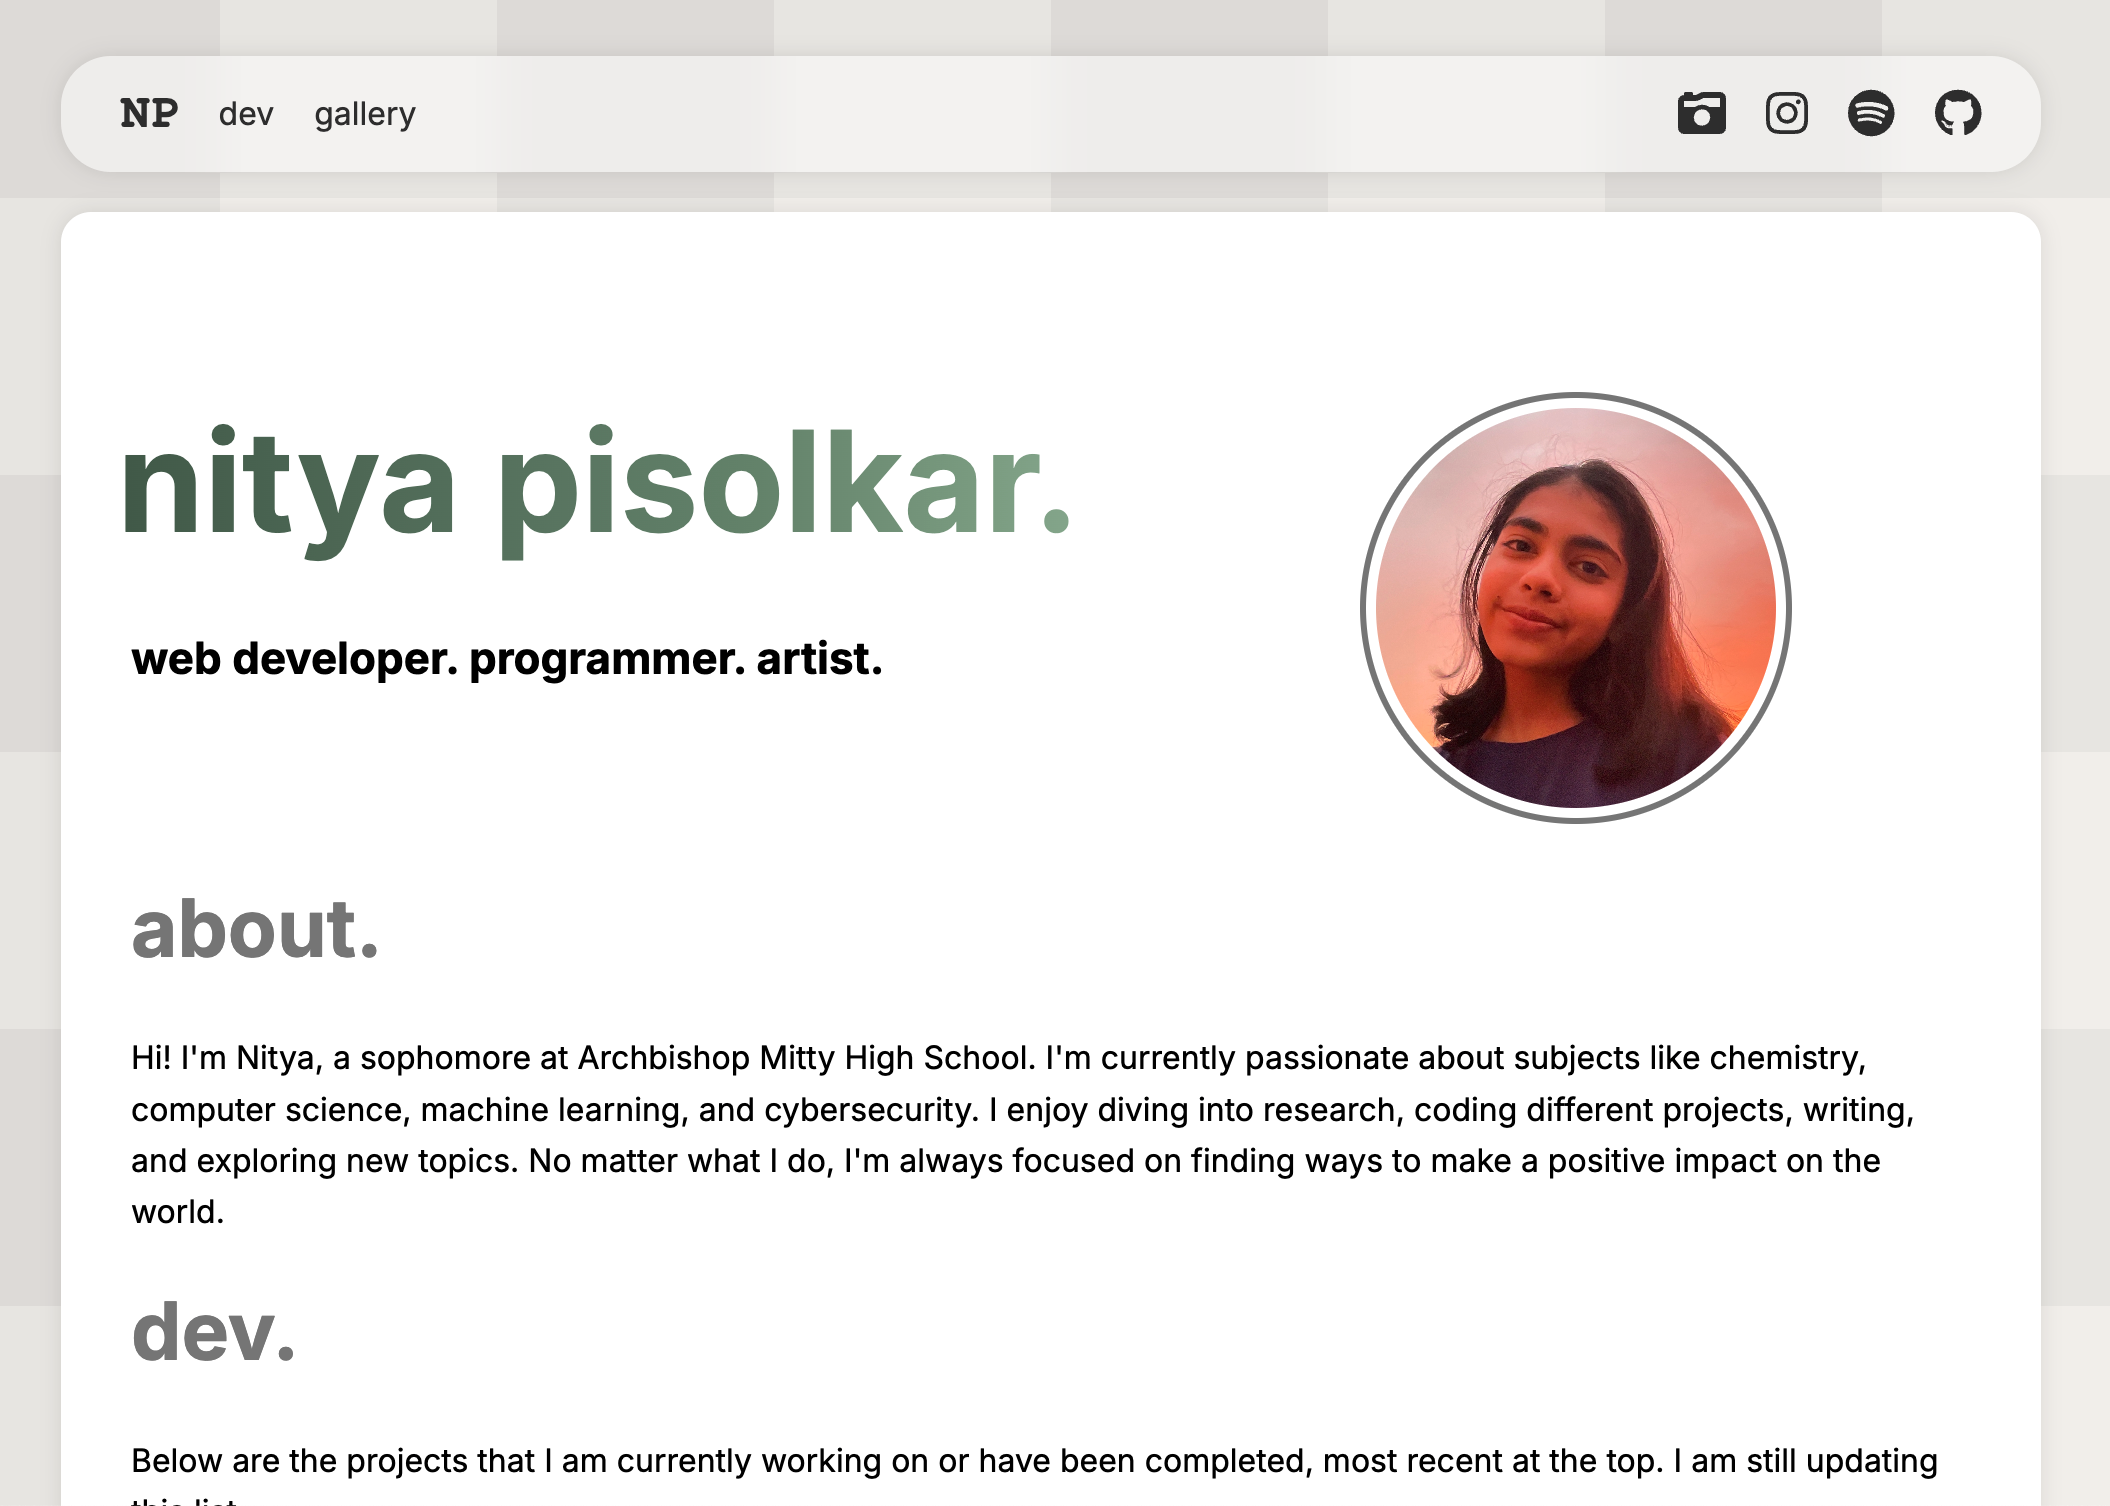 NP dev gallery
nitya pisolkar.
web developer. programmer. artist.
about.
Hi! I'm Nitya, a sophomore at Archbishop Mitty High School. I'm currently passionate about subjects like chemistry,
computer science, machine learning, and cybersecurity. I enjoy diving into research, coding different projects, writing,
and exploring new topics. No matter what I do, I'm always focused on finding ways to make a positive impact on the
world.
dev.
Below are the projects that I am currently working on or have been completed, most recent at the top. I am still updating
this list